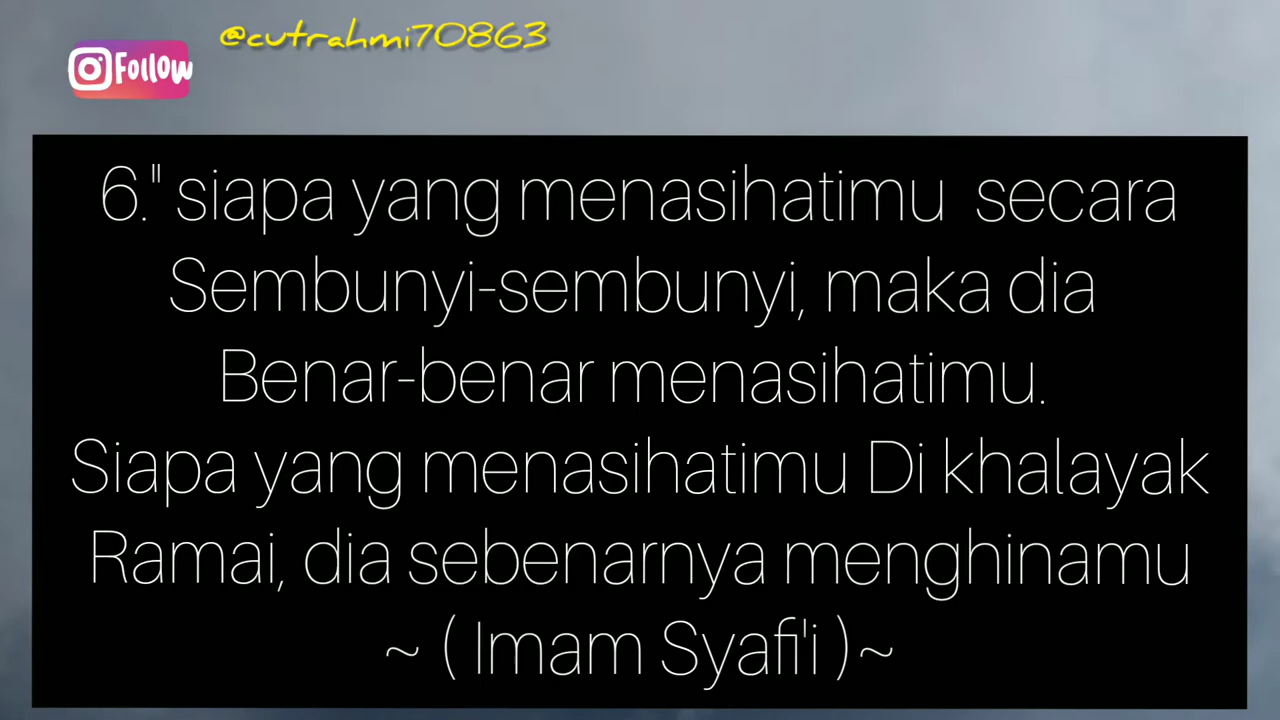 @cutrahmi70863
Follow
6." siapa yang menasihatimu secara
Sembunyi-sembunyi, maka dia
Benar-benar menasihatimu.
Siapa yang menasihatimu Di khalayak
Ramai, dia sebenarnya menghinamu
~ ( Imam Syafi'i )~